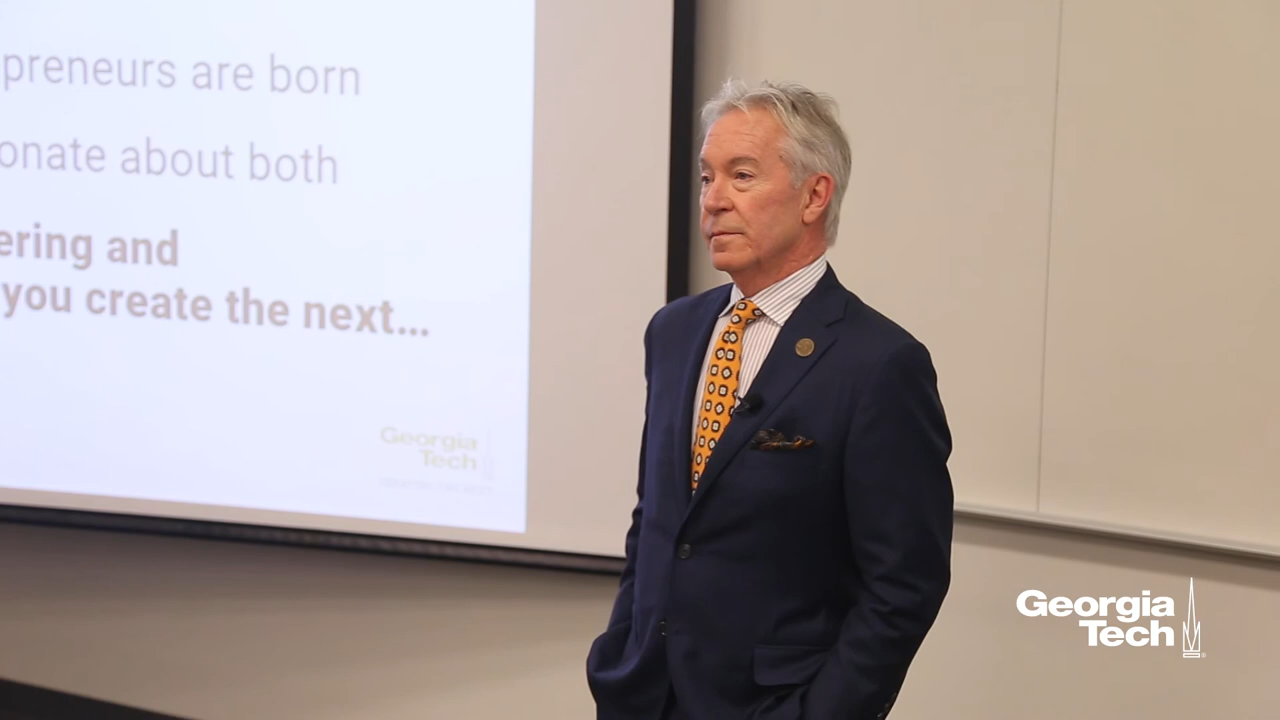 preneurs are born
onate about both
ering and
you create the next...
Georgia
Tech
Georgia
Tech